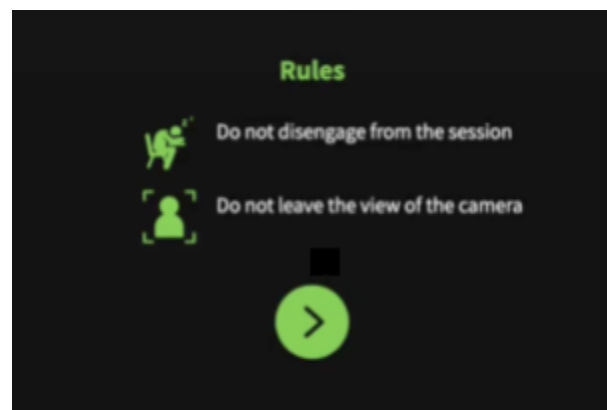 Rules
Do not disengage from the session
Do not leave the view of the camera